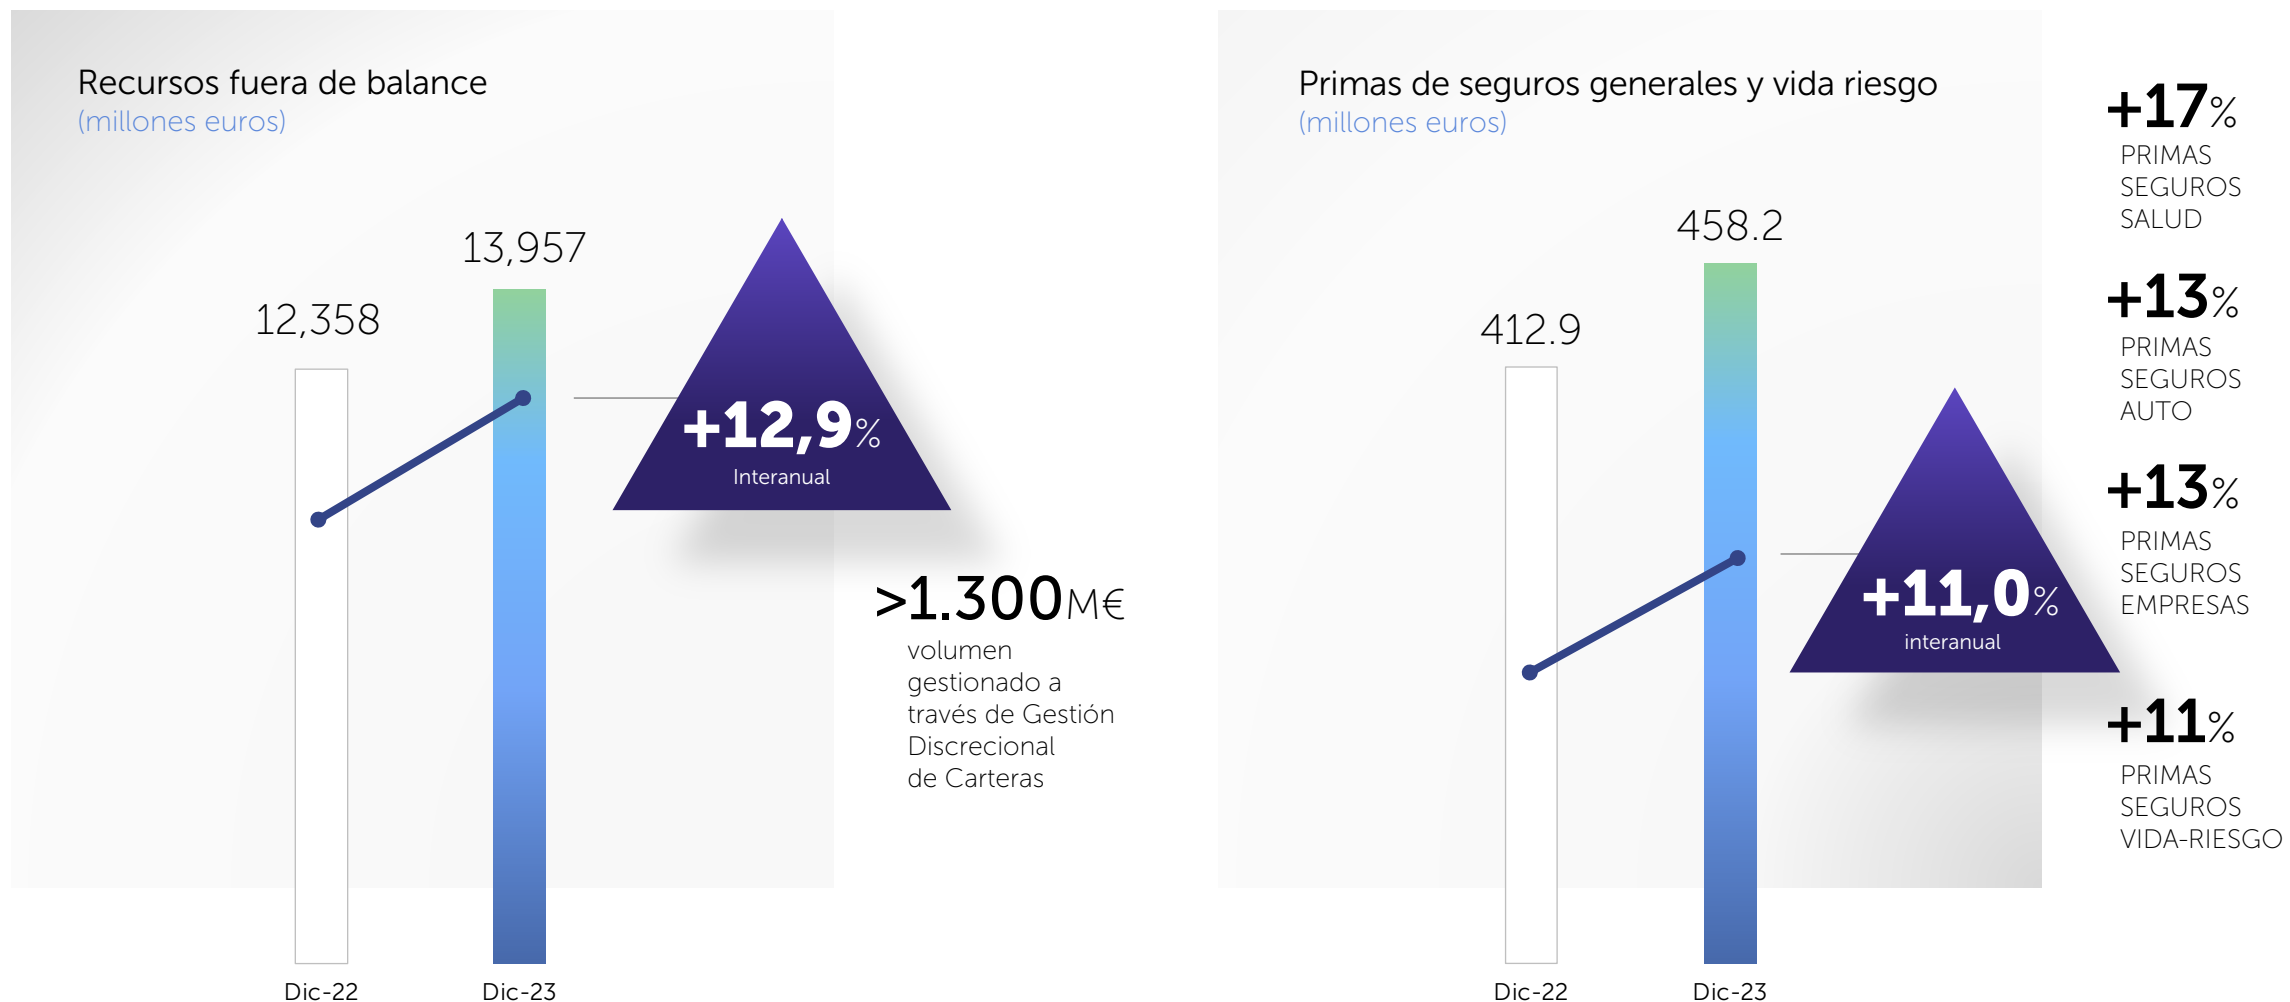 Recursos fuera de balance
(millones euros)
12,358
13,957
+12,9%
Interanual
>1.300M€
volumen
gestionado a
través de Gestión
Discrecional
de Carteras
Dic-22
Dic-23
Primas de seguros generales y vida riesgo
(millones euros)
412.9
458.2
+11,0%
interanual
Dic-22
Dic-23
+17%
PRIMAS
SEGUROS
SALUD
+13%
PRIMAS
SEGUROS
AUTO
+13%
PRIMAS
SEGUROS
EMPRESAS
+11%
PRIMAS
SEGUROS
VIDA-RIESGO